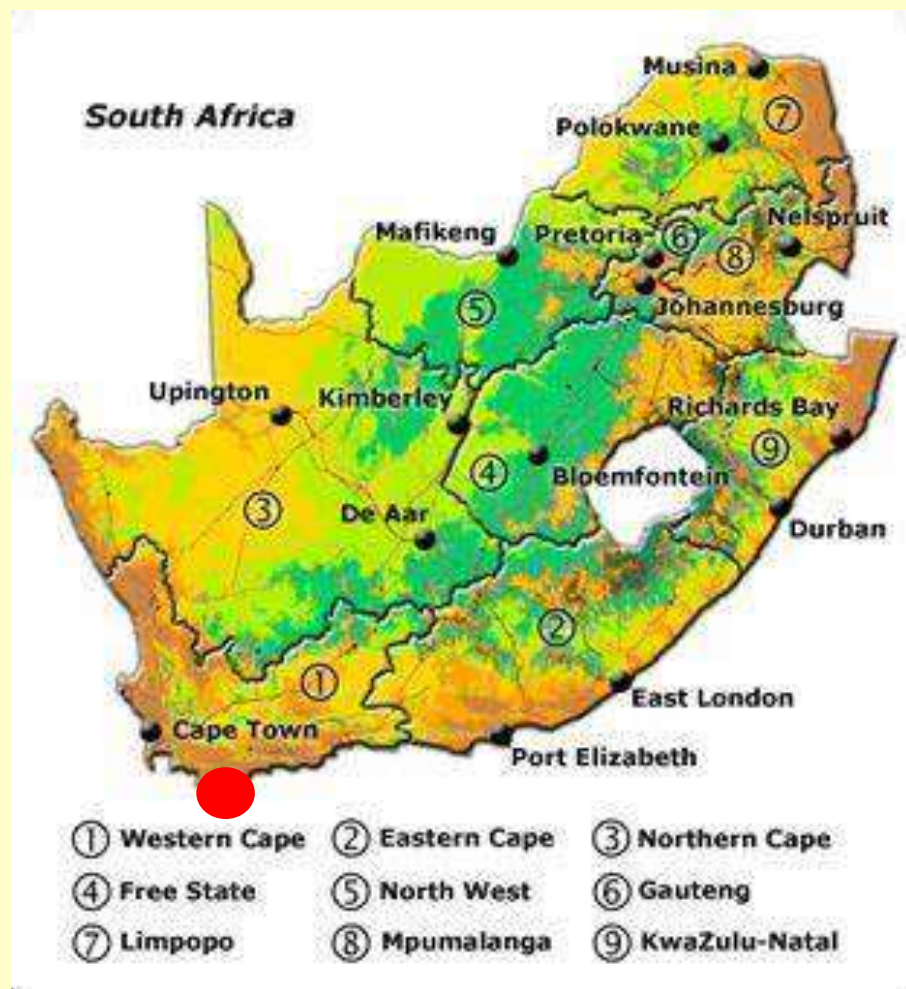 South Africa
Musina
⑦
Polokwane
Nelspruit
Mafikeng
Pretoria
⑥
⑧
⑤
Johannesburg
Upington
Kimberley
Richards Bay
④
Bloemfontein
⑨
③
De Aar
Durban
②
①
East London
Cape Town
Port Elizabeth
① Western Cape ② Eastern Cape ③ Northern Cape
④ Free State ⑤ North West ⑥ Gauteng
⑦ Limpopo ⑧ Mpumalanga ⑨ KwaZulu-Natal